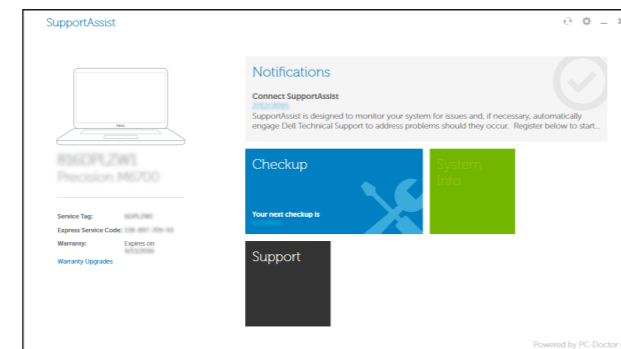 SupportAssist
Notifications
Connect SupportAssist
SupportAssist is designed to monitor your system for issues and, if necessary, automatically
engage Dell Technical Support to address problems should they occur. Register below to start...
Precision M6700
Checkup
System
Info
Your next checkup is
Service Tag:
Express Service Code:
Warranty: Expires on
Warranty Upgrades
Support
Powered by PC-Doctor